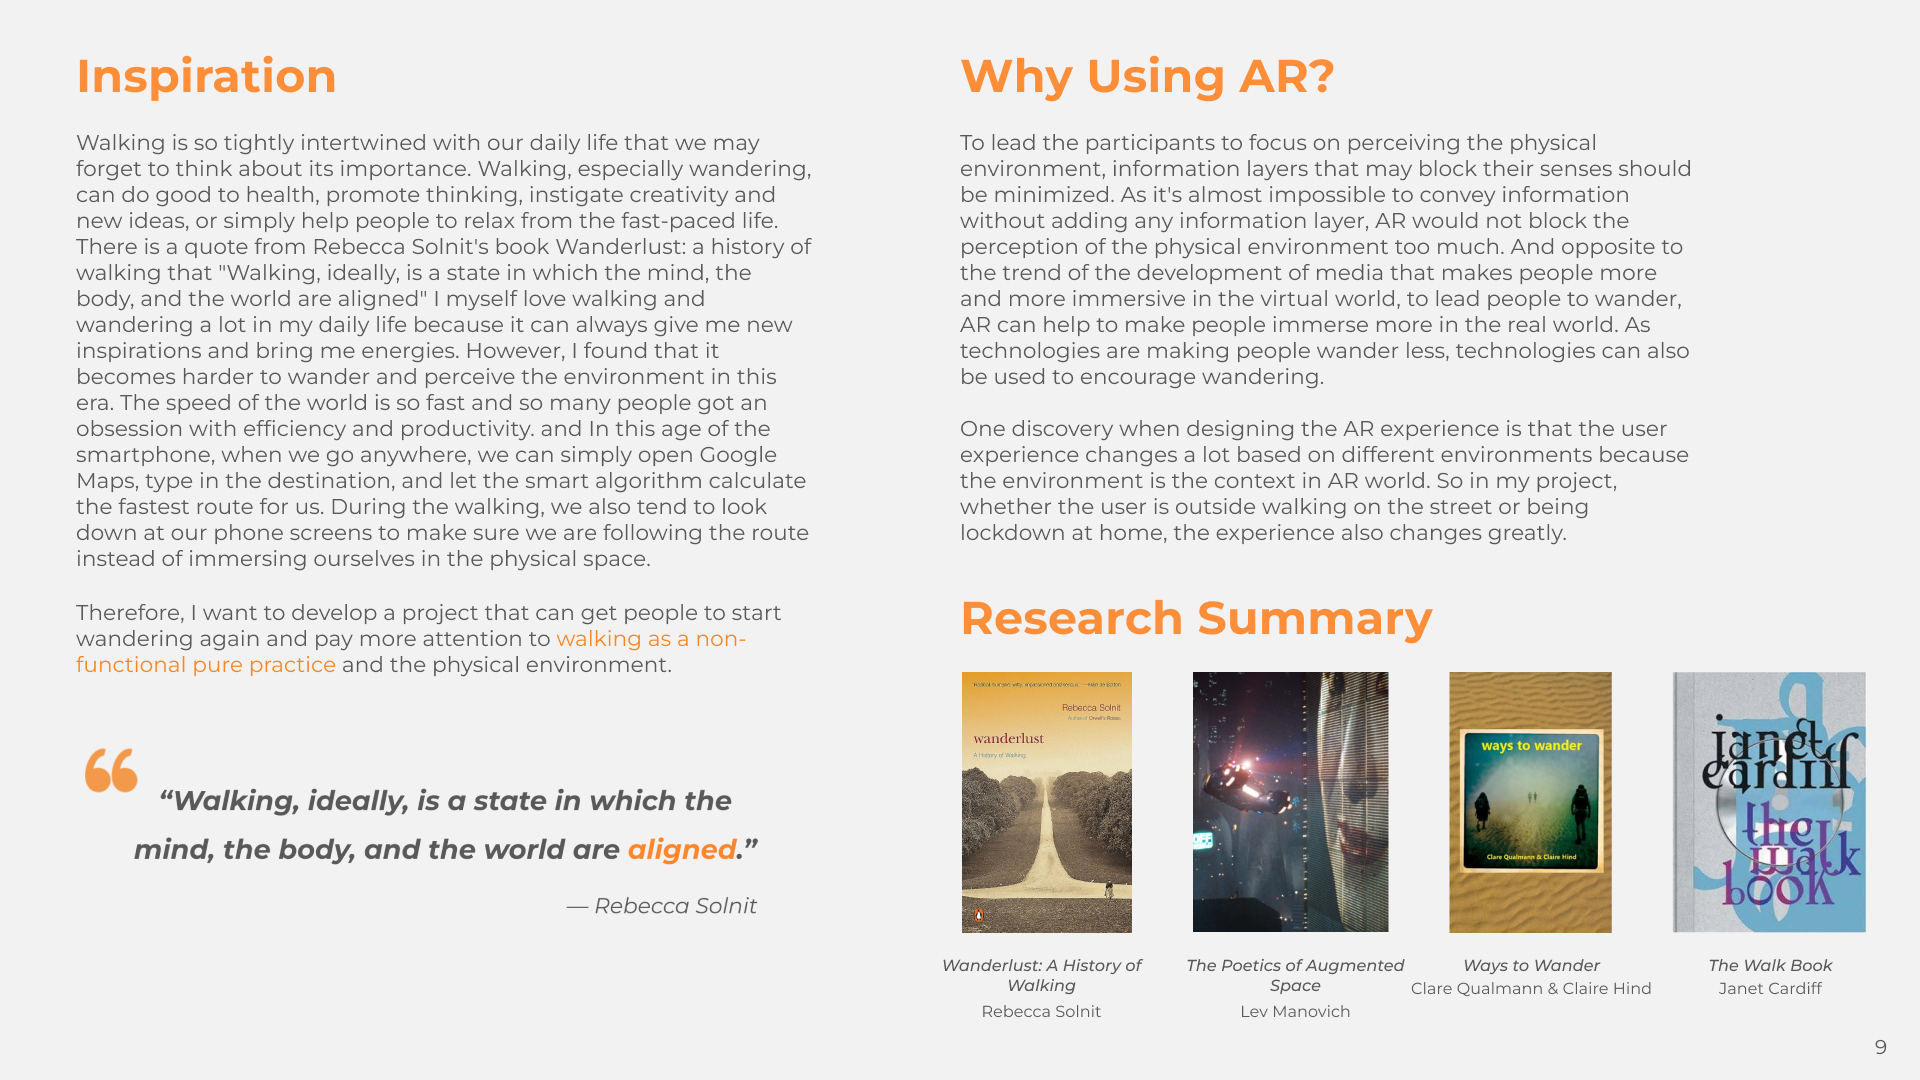 Inspiration
Walking is so tightly intertwined with our daily life that we may
forget to think about its importance. Walking, especially wandering,
can do good to health, promote thinking, instigate creativity and
new ideas, or simply help people to relax from the fast-paced life.
There is a quote from Rebecca Solnit's book Wanderlust: a history of
walking that "Walking, ideally, is a state in which the mind, the
body, and the world are aligned" I myself love walking and
wandering a lot in my daily life because it can always give me new
inspirations and bring me energies. However, I found that it
becomes harder to wander and perceive the environment in this
era. The speed of the world is so fast and so many people got an
obsession with efficiency and productivity. and In this age of the
smartphone, when we go anywhere, we can simply open Google
Maps, type in the destination, and let the smart algorithm calculate
the fastest route for us. During the walking, we also tend to look
down at our phone screens to make sure we are following the route
instead of immersing ourselves in the physical space.
Therefore, I want to develop a project that can get people to start
wandering again and pay more attention to walking as a non-
functional pure practice and the physical environment.
“Walking, ideally, is a state in which the
mind, the body, and the world are aligned.”
— Rebecca Solnit
Why Using AR?
To lead the participants to focus on perceiving the physical
environment, information layers that may block their senses should
be minimized. As it's almost impossible to convey information
without adding any information layer, AR would not block the
perception of the physical environment too much. And opposite to
the trend of the development of media that makes people more
and more immersive in the virtual world, to lead people to wander,
AR can help to make people immerse more in the real world. As
technologies are making people wander less, technologies can also
be used to encourage wandering.
One discovery when designing the AR experience is that the user
experience changes a lot based on different environments because
the environment is the context in AR world. So in my project,
whether the user is outside walking on the street or being
lockdown at home, the experience also changes greatly.
Research Summary
Rebecca Solnit
wanderlust
A History of Walking
ways to wander
Clare Qualmann & Claire Hind
janet
cardiff
the
walk
book
Wanderlust: A History of
Walking
Rebecca Solnit
The Poetics of Augmented
Space
Lev Manovich
Ways to Wander
Clare Qualmann & Claire Hind
The Walk Book
Janet Cardiff
9